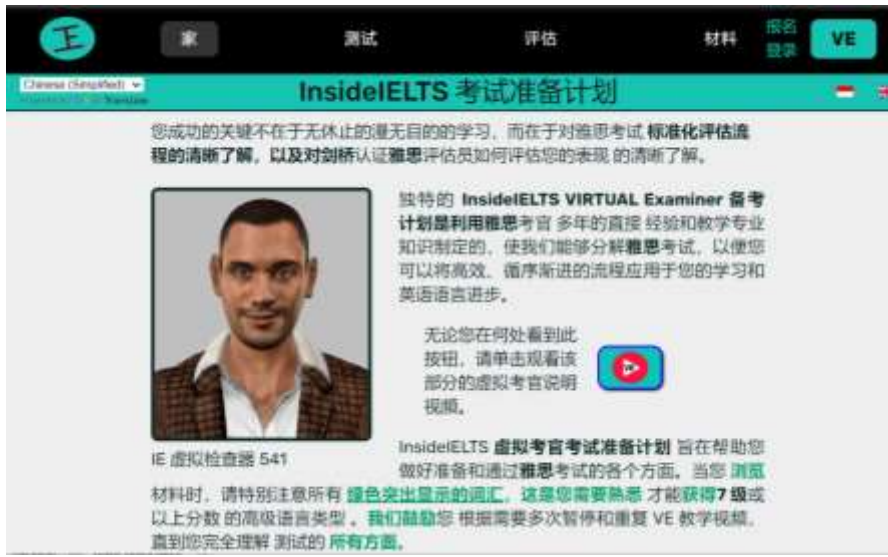 家 测试 评估 材料 报名 登录 VE
Chinese (Simplified)
Translate
InsideIELTS 考试准备计划
您成功的关键不在于无休止的漫无目的的学习，而在于对雅思考试 标准化评估流
程的清晰了解，以及对剑桥认证雅思评估员如何评估您的表现 的清晰了解。
独特的 InsideIELTS VIRTUAL Examiner 备考
计划是利用雅思考官 多年的直接 经验和教学专业
知识制定的，使我们能够分解雅思考试，以便您
可以将高效、循序渐进的流程应用于您的学习和
英语语言进步。
无论您在何处看到此
按钮，请单击观看该
部分的虚拟考官说明
视频。
IE 虚拟检查器 541
InsideIELTS 虚拟考官考试准备计划 旨在帮助您
做好准备和通过雅思考试的各个方面。当您 浏览
材料时，请特别注意所有 绿色突出显示的词汇，这是您需要熟悉 才能获得7 级或
以上分数 的高级语言类型 。我们鼓励您 根据需要多次暂停和重复 VE 教学视频，
直到您完全理解 测试的 所有方面。